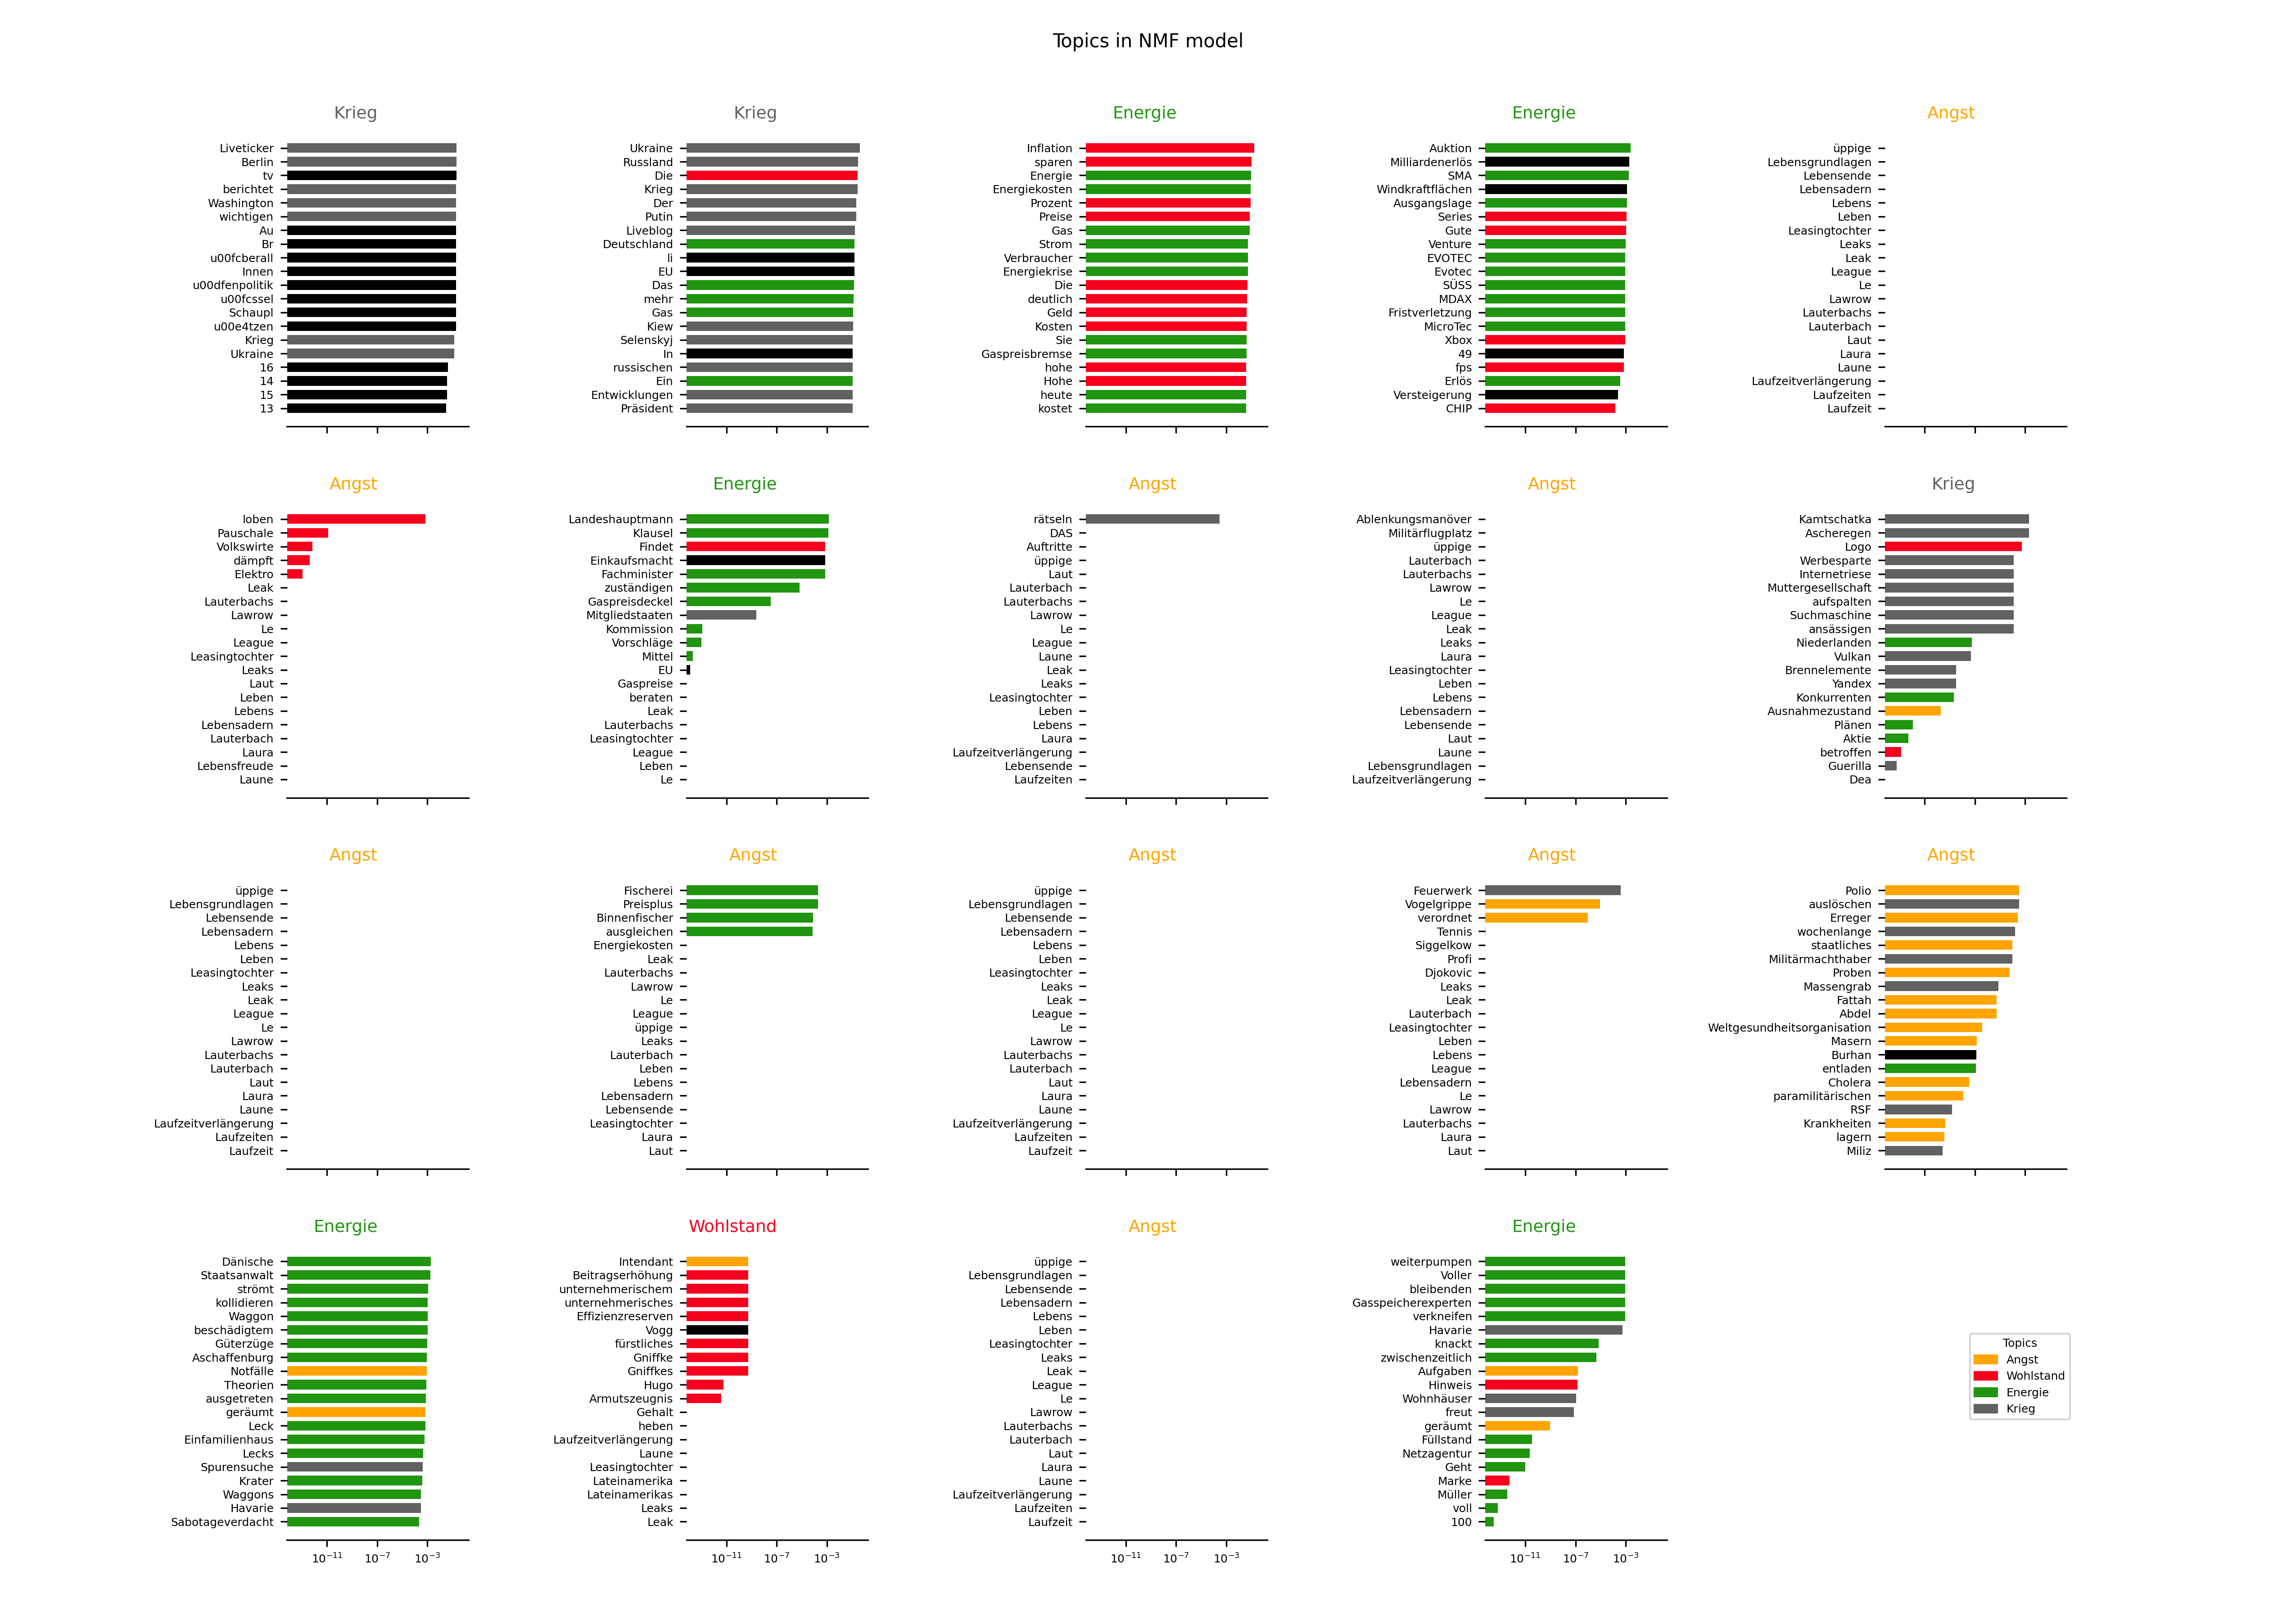 Topics in NMF model
Krieg
Liveticker
Berlin
tv
berichtet
Washington
wichtigen
Au
Br
u00fcberall
Innen
u00dfenpolitik
u00fcssel
Schaupl
u00e4tzen
Krieg
Ukraine
16
14
15
13
Krieg
Ukraine
Russland
Die
Krieg
Der
Putin
Liveblog
Deutschland
li
EU
Das
mehr
Gas
Kiew
Selenskyj
In
russischen
Ein
Entwicklungen
Präsident
Energie
Inflation
sparen
Energie
Energiekosten
Prozent
Preise
Gas
Strom
Verbraucher
Energiekrise
Die
deutlich
Geld
Kosten
Sie
Gaspreisbremse
hohe
Hohe
heute
kostet
Energie
Auktion
Milliardenerlös
SMA
Windkraftflächen
Ausgangslage
Series
Gute
Venture
EVOTEC
Evotec
SÜSS
MDAX
Fristverletzung
MicroTec
Xbox
49
fps
Erlös
Versteigerung
CHIP
Angst
üppige
Lebensgrundlagen
Lebensende
Lebensadern
Lebens
Leben
Leasingtochter
Leaks
Leak
League
Le
Lawrow
Lauterbachs
Lauterbach
Laut
Laura
Laune
Laufzeitverlängerung
Laufzeiten
Laufzeit
Angst
loben
Pauschale
Volkswirte
dämpft
Elektro
Leak
Lauterbachs
Lawrow
Le
League
Leasingtochter
Leaks
Laut
Leben
Lebens
Lebensadern
Lauterbach
Laura
Lebensfreude
Laune
Energie
Landeshauptmann
Klausel
Findet
Einkaufsmacht
Fachminister
zuständigen
Gaspreisdeckel
Mitgliedstaaten
Kommission
Vorschläge
Mittel
EU
Gaspreise
beraten
Leak
Lauterbachs
Leasingtochter
League
Leben
Le
Angst
rätseln
DAS
Auftritte
üppige
Laut
Lauterbach
Lauterbachs
Lawrow
Le
League
Laune
Leak
Leaks
Leasingtochter
Leben
Lebens
Laura
Laufzeitverlängerung
Lebensende
Laufzeiten
Angst
Ablenkungsmanöver
Militärflugplatz
üppige
Lauterbach
Lauterbachs
Lawrow
Le
League
Leak
Leaks
Laura
Leasingtochter
Leben
Lebens
Lebensadern
Lebensende
Laut
Laune
Lebensgrundlagen
Laufzeitverlängerung
Krieg
Kamtschatka
Ascheregen
Logo
Werbesparte
Internetriese
Muttergesellschaft
aufspalten
Suchmaschine
ansässigen
Niederlanden
Vulkan
Brennelemente
Yandex
Konkurrenten
Ausnahmezustand
Plänen
Aktie
betroffen
Guerilla
Dea
Angst
üppige
Lebensgrundlagen
Lebensende
Lebensadern
Lebens
Leben
Leasingtochter
Leaks
Leak
League
Le
Lawrow
Lauterbachs
Lauterbach
Laut
Laura
Laune
Laufzeitverlängerung
Laufzeiten
Laufzeit
Angst
Fischerei
Preisplus
Binnenfischer
ausgleichen
Energiekosten
Leak
Lauterbachs
Lawrow
Le
League
üppige
Leaks
Lauterbach
Leben
Lebens
Lebensadern
Lebensende
Leasingtochter
Laura
Laut
Angst
üppige
Lebensgrundlagen
Lebensende
Lebensadern
Lebens
Leben
Leasingtochter
Leaks
Leak
League
Le
Lawrow
Lauterbachs
Lauterbach
Laut
Laura
Laune
Laufzeitverlängerung
Laufzeiten
Laufzeit
Angst
Feuerwerk
Vogelgrippe
verordnet
Tennis
Siggelkow
Profi
Djokovic
Leaks
Leak
Lauterbach
Leasingtochter
Leben
Lebens
League
Lebensadern
Le
Lawrow
Lauterbachs
Laura
Laut
Angst
Polio
auslöschen
Erreger
wochenlange
staatliches
Militärmachthaber
Proben
Massengrab
Fattah
Abdel
Weltgesundheitsorganisation
Masern
Burhan
entladen
Cholera
paramilitärischen
RSF
Krankheiten
lagern
Miliz
Energie
Dänische
Staatsanwalt
strömt
kollidieren
Waggon
beschädigtem
Güterzüge
Aschaffenburg
Notfälle
Theorien
ausgetreten
geräumt
Leck
Einfamilienhaus
Lecks
Spurensuche
Krater
Waggons
Havarie
Sabotageverdacht
10⁻¹¹ 10⁻⁷ 10⁻³
Wohlstand
Intendant
Beitragserhöhung
unternehmerischem
unternehmerisches
Effizienzreserven
Vogg
fürstliches
Gniffke
Gniffkes
Hugo
Armutszeugnis
Gehalt
heben
Laufzeitverlängerung
Laune
Leasingtochter
Lateinamerika
Lateinamerikas
Leaks
Leak
10⁻¹¹ 10⁻⁷ 10⁻³
Angst
üppige
Lebensgrundlagen
Lebensende
Lebensadern
Lebens
Leben
Leasingtochter
Leaks
Leak
League
Le
Lawrow
Lauterbachs
Lauterbach
Laut
Laura
Laune
Laufzeitverlängerung
Laufzeiten
Laufzeit
10⁻¹¹ 10⁻⁷ 10⁻³
Energie
weiterpumpen
Voller
bleibenden
Gasspeicherexperten
verkneifen
Havarie
knackt
zwischenzeitlich
Aufgaben
Hinweis
Wohnhäuser
freut
geräumt
Füllstand
Netzagentur
Geht
Marke
Müller
voll
100
10⁻¹¹ 10⁻⁷ 10⁻³
Topics
Angst
Wohlstand
Energie
Krieg